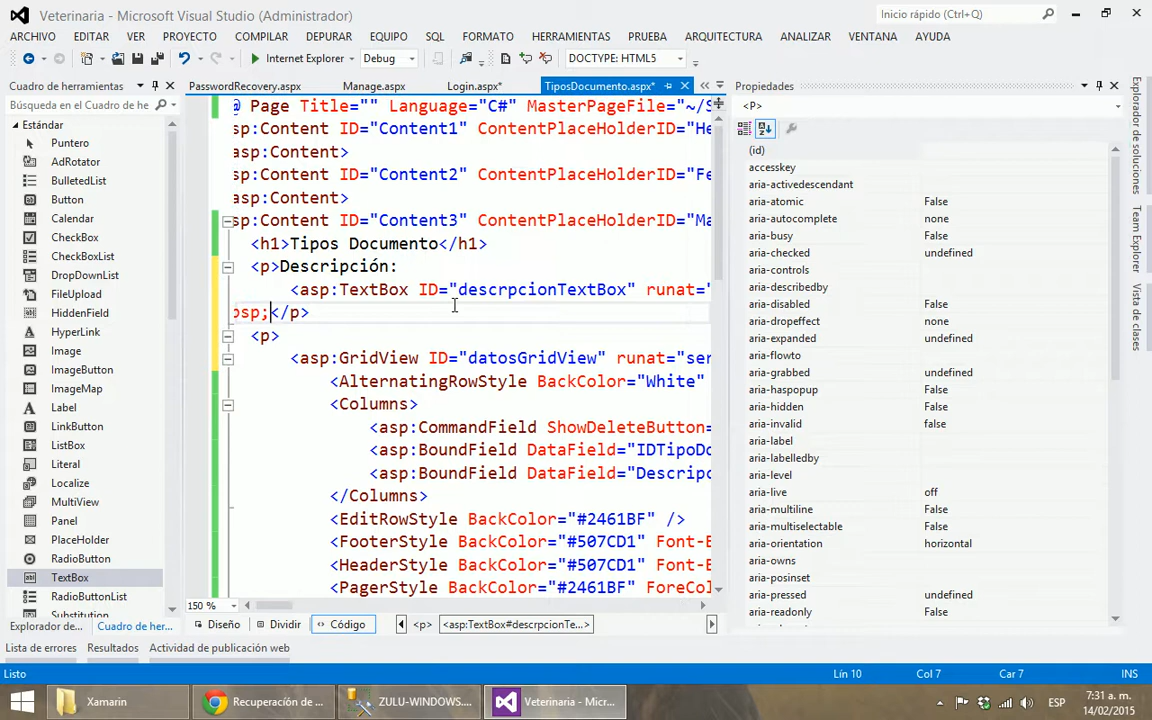 Veterinaria - Microsoft Visual Studio (Administrador)
Inicio rápido (Ctrl+Q)
ARCHIVO EDITAR VER PROYECTO COMPILAR DEPURAR EQUIPO SQL FORMATO HERRAMIENTAS PRUEBA ARQUITECTURA ANALIZAR VENTANA AYUDA
Internet Explorer Debug DOCTYPE: HTML5
Cuadro de herramientas
Búsqueda en el Cuadro de he
Estándar
Puntero
AdRotator
BulletedList
Button
Calendar
CheckBox
CheckBoxList
DropDownList
FileUpload
HiddenField
Hyperlink
Image
ImageButton
ImageMap
Label
LinkButton
ListBox
Literal
Localize
MultiView
Panel
PlaceHolder
RadioButton
TextBox
RadioButtonList
Substitution
Explorador de... Cuadro de her...
PasswordRecovery.aspx Manage.aspx Login.aspx* TiposDocumento.aspx*
@ Page Title="" Language="C#" MasterPageFile="~/S
asp:Content ID="Content1" ContentPlaceHolderID="He
asp:Content>
asp:Content ID="Content2" ContentPlaceHolderID="Fe
asp:Content>
sp:Content ID="Content3" ContentPlaceHolderID="Ma
<h1>Tipos Documento</h1>
<p>Descripción:
<asp:TextBox ID="descrpcionTextBox" runat="
bsp;</p>
<p>
<asp:GridView ID="datosGridView" runat="ser
<AlternatingRowStyle BackColor="White"
<Columns>
<asp:CommandField ShowDeleteButton=
<asp:BoundField DataField="IDTipoDo
<asp:BoundField DataField="Descrip
</Columns>
<EditRowStyle BackColor="#2461BF" />
<FooterStyle BackColor="#507CD1" Font-B
<HeaderStyle BackColor="#507CD1" Font-B
<PagerStyle BackColor="#2461BF" ForeCol
150 %
Diseño Dividir Código <p> <asp:TextBox#descrpcionTe...>
Propiedades
<P>
(id)
accesskey
aria-activedescendant
aria-atomic False
aria-autocomplete none
aria-busy False
aria-checked undefined
aria-controls
aria-describedby
aria-disabled False
aria-dropeffect none
aria-expanded undefined
aria-flowto
aria-grabbed undefined
aria-haspopup False
aria-hidden False
aria-invalid false
aria-label
aria-labelledby
aria-level
aria-live off
aria-multiline False
aria-multiselectable False
aria-orientation horizontal
aria-owns
aria-posinset
aria-pressed undefined
aria-readonly False
Explorador de soluciones
Team Explorer
Vista de clases
Lista de errores Resultados Actividad de publicación web
Listo Lín 10 Col 7 Car 7 INS
Xamarin Recuperación de ... ZULU-WINDOWS.... Veterinaria - Micr... ESP 7:31 a. m.
14/02/2015